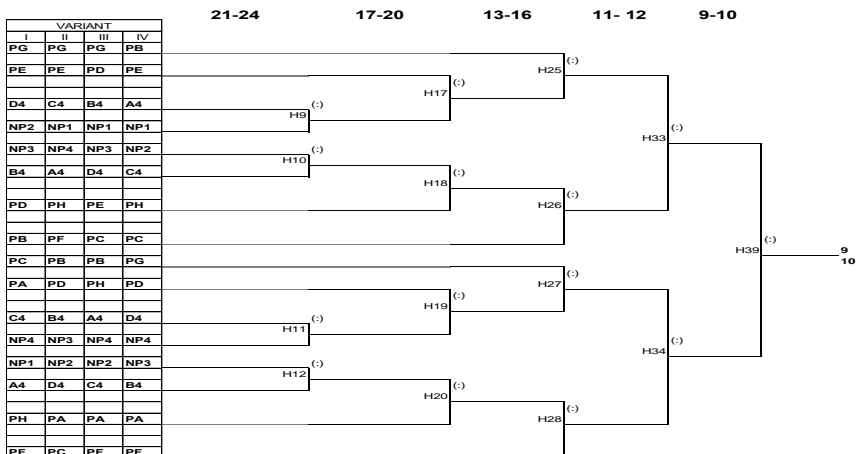 21-24 17-20 13-16 11- 12 9-10
VARIANT
I II III IV
PG PG PG PB
(:)
PE PE PD PE H25
(:)
H17
D4 C4 B4 A4
(:)
H9
NP2 NP1 NP1 NP1
(:)
H33
NP3 NP4 NP3 NP2
(:)
H10
B4 A4 D4 C4
(:)
H18
PD PH PE PH H26
(:)
PB PF PC PC
(:)
H39 9
PC PB PB PG 10
(:)
PA PD PH PD H27
(:)
H19
C4 B4 A4 D4
(:)
H11
NP4 NP3 NP4 NP4
(:)
H34
NP1 NP2 NP2 NP3
(:)
H12
A4 D4 C4 B4
(:)
H20
PH PA PA PA H28
(:)
PF PC PF PF